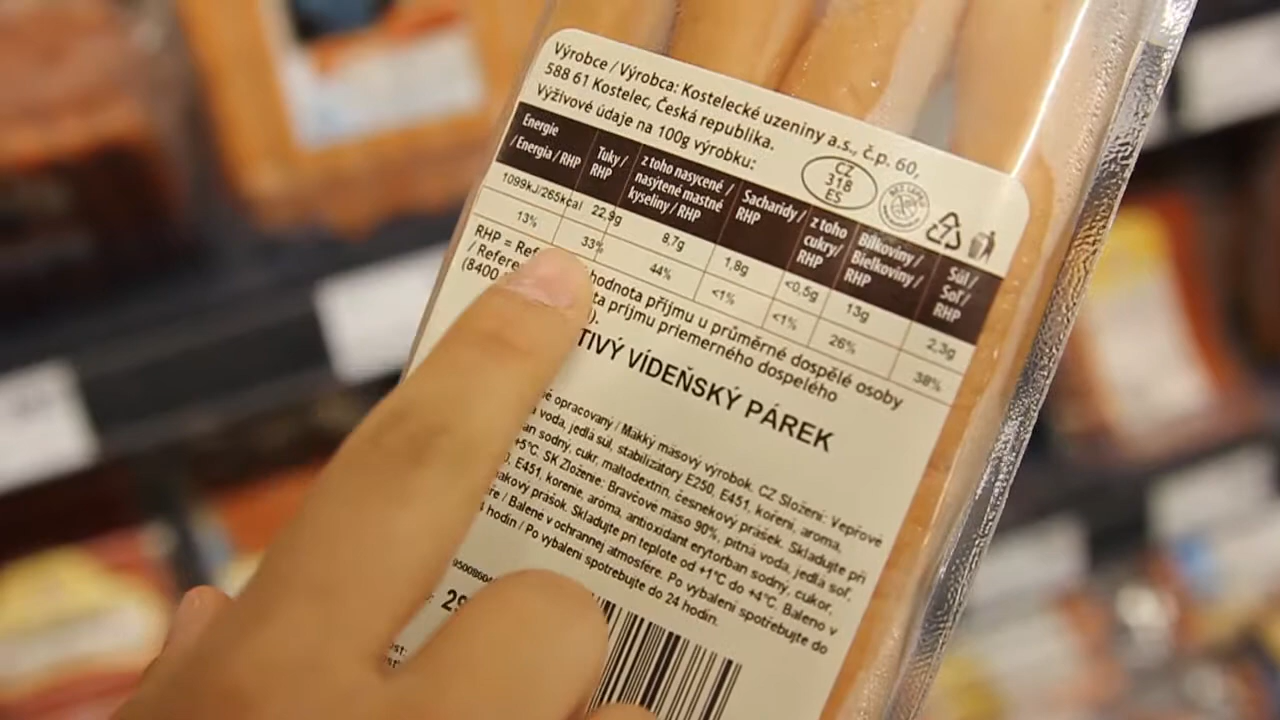 Výrobce / Výrobca: Kostelecké uzeniny a.s., č.p. 60,
588 61 Kostelec, Česká republika.
Výživové údaje na 100g výrobku:
CZ
318
ES
Energie / Energia / RHP
Tuky / RHP
z toho nasycené / nasýtené mastné kyseliny / RHP
Sacharidy / RHP
z toho cukry/ RHP
Bílkoviny / Bielkoviny / RHP
Sůl / Soľ / RHP
1099kJ/265kcal 22,9g 8,7g 1,8g <0,5g 13g 2,3g
13% 33% 44% <1% <1% 26% 38%
RHP = hodnota příjmu u průměrné dospělé osoby
/ príjmu priemerného dospelého
(8400 ).
TIVÝ VÍDEŇSKÝ PÁREK
opracovaný / Mäkký mäsový výrobok. CZ Složení: Vepřové
voda, jedlá sůl, stabilizátory E250, E451, koření, aroma,
sodný, cukr, maltodextrin, česnekový prášek. Skladujte při
+5°C. SK Zloženie: Bravčové mäso 90%, pitná voda, jedlá soľ,
E451, korenie, aróma, antioxidant erytorban sodný, cukor,
prášok. Skladujte pri teplote od +1°C do +4°C. Baleno v
/ Balené v ochrannej atmosfére. Po vybalení spotřebujte do
hodin / Po vybalení spotrebujte do 24 hodín.
29